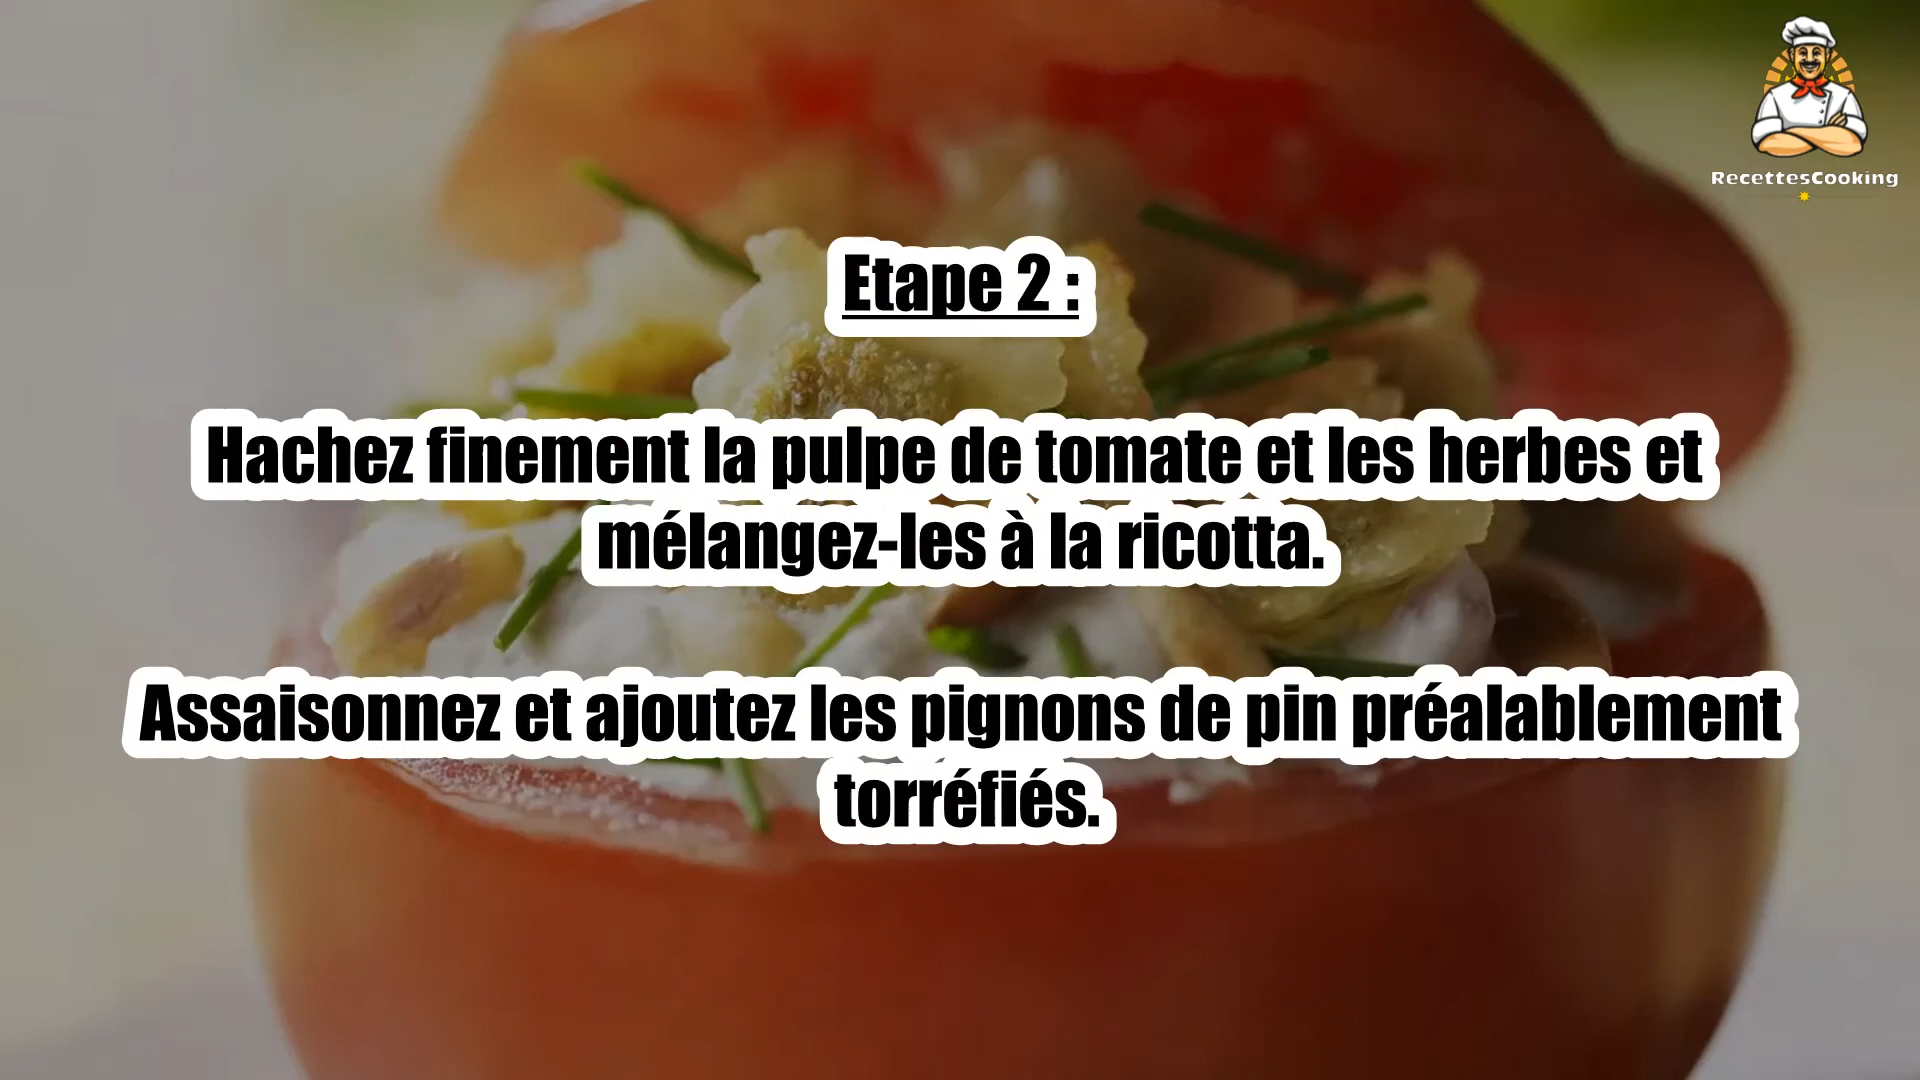 RecettesCooking
Etape 2 :
Hachez finement la pulpe de tomate et les herbes et
mélangez-les à la ricotta.
Assaisonnez et ajoutez les pignons de pin préalablement
torréfiés.